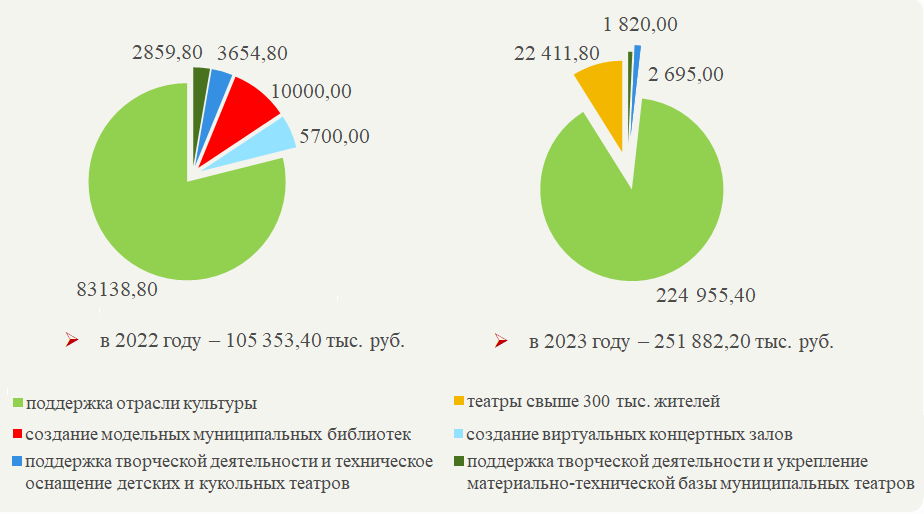 1 820,00
2859,80
3654,80
22 411,80
2 695,00
10000,00
5700,00
83138,80
224 955,40
в 2022 году – 105 353,40 тыс. руб.
в 2023 году – 251 882,20 тыс. руб.
поддержка отрасли культуры
театры свыше 300 тыс. жителей
создание модельных муниципальных библиотек
создание виртуальных концертных залов
поддержка творческой деятельности и техническое
оснащение детских и кукольных театров
поддержка творческой деятельности и укрепление
материально-технической базы муниципальных театров